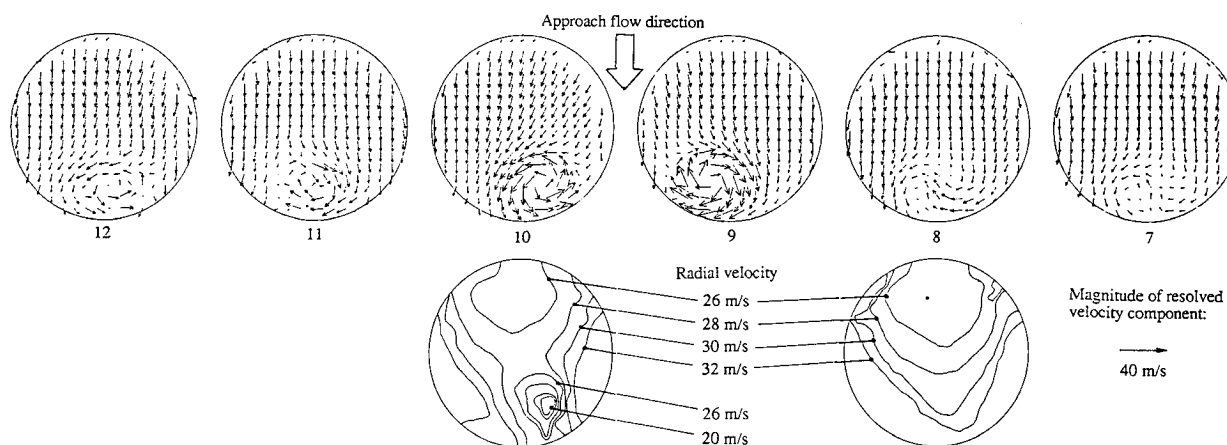 Approach flow direction
12
11
10
9
8
7
Radial velocity
26 m/s
28 m/s
30 m/s
32 m/s
26 m/s
20 m/s
Magnitude of resolved
velocity component:
40 m/s